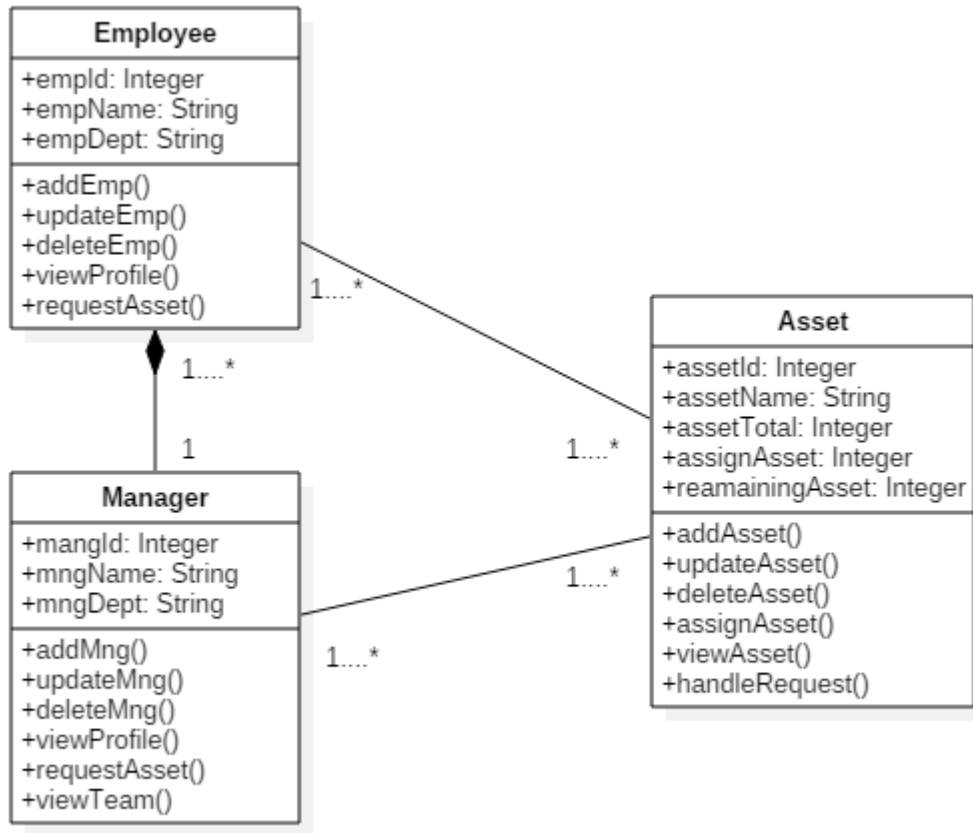 Employee
+empId: Integer
+empName: String
+empDept: String
+addEmp()
+updateEmp()
+deleteEmp()
+viewProfile()
+requestAsset()
1....*
1....*
1
Manager
+mangId: Integer
+mngName: String
+mngDept: String
+addMng()
+updateMng()
+deleteMng()
+viewProfile()
+requestAsset()
+viewTeam()
1....*
1....*
1....*
Asset
+assetId: Integer
+assetName: String
+assetTotal: Integer
+assignAsset: Integer
+reamainingAsset: Integer
+addAsset()
+updateAsset()
+deleteAsset()
+assignAsset()
+viewAsset()
+handleRequest()